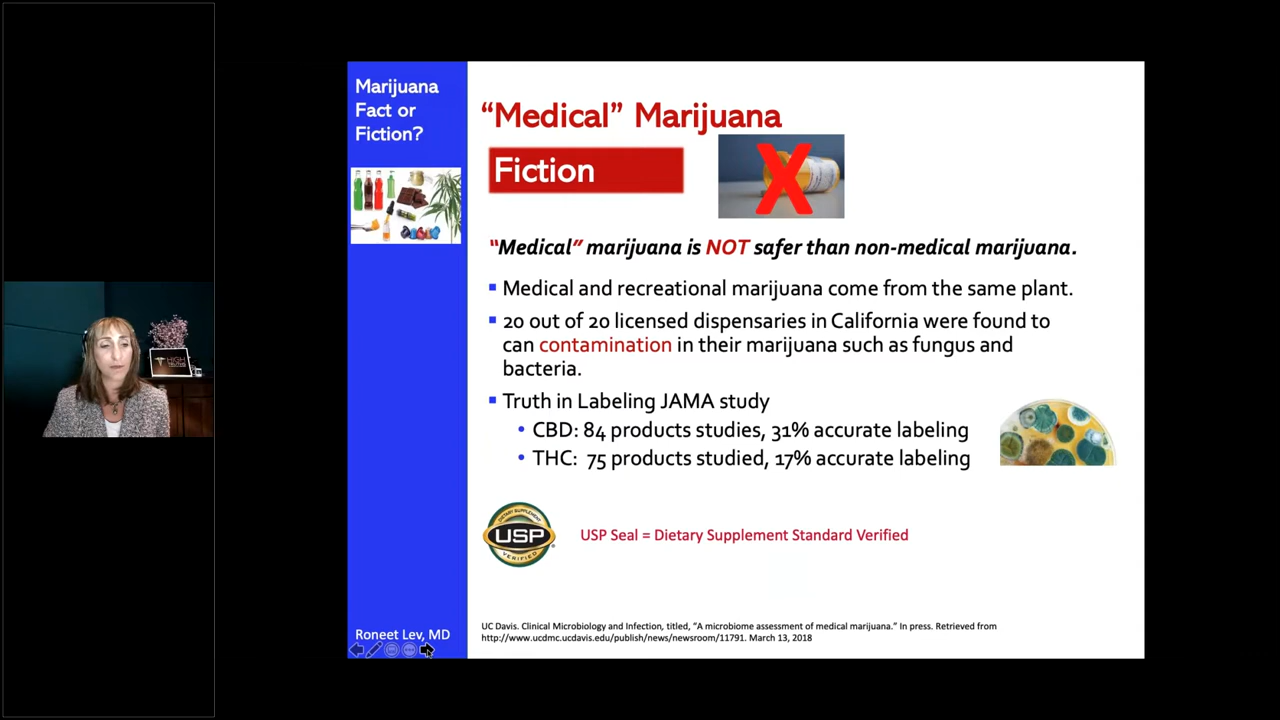 Marijuana
Fact or
Fiction?
“Medical” Marijuana
Fiction
X
“Medical” marijuana is NOT safer than non-medical marijuana.
Medical and recreational marijuana come from the same plant.
20 out of 20 licensed dispensaries in California were found to
can contamination in their marijuana such as fungus and
bacteria.
Truth in Labeling JAMA study
CBD: 84 products studies, 31% accurate labeling
THC: 75 products studied, 17% accurate labeling
DIETARY SUPPLEMENT
USP
VERIFIED
USP Seal = Dietary Supplement Standard Verified
UC Davis. Clinical Microbiology and Infection, titled, “A microbiome assessment of medical marijuana.” In press. Retrieved from
http://www.ucdmc.ucdavis.edu/publish/news/newsroom/11791. March 13, 2018
Roneet Lev, MD
HIGH